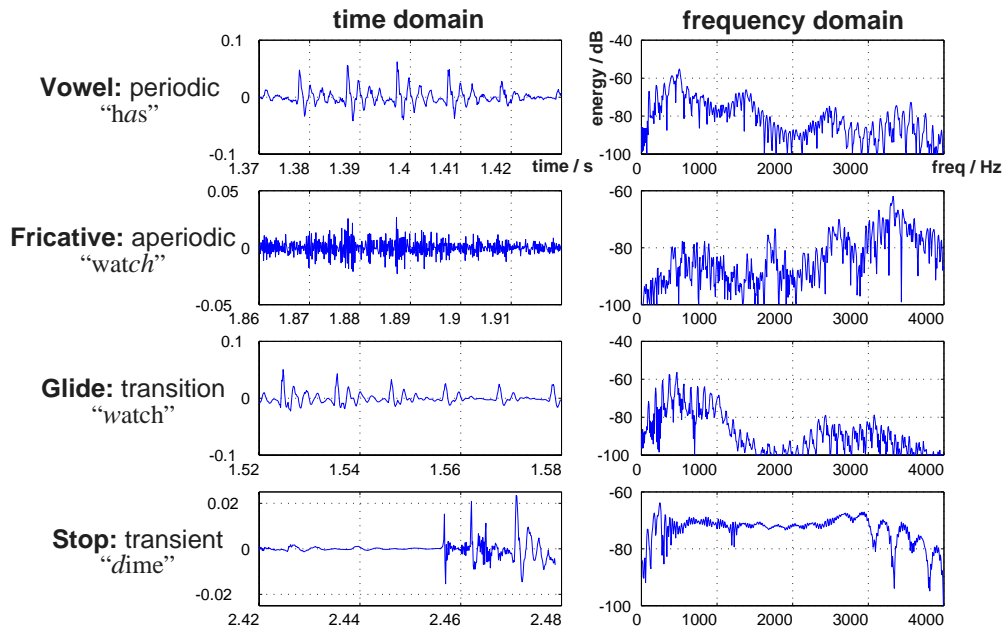 time domain
frequency domain
0.1
0
-0.1
1.37 1.38 1.39 1.4 1.41 1.42
time / s
Vowel: periodic
“has”
energy / dB
-40
-60
-80
-100
0 1000 2000 3000 4000
freq / Hz
Fricative: aperiodic
“watch”
0.05
0
-0.05
1.86 1.87 1.88 1.89 1.9 1.91
-60
-80
-100
0 1000 2000 3000 4000
Glide: transition
“watch”
0.1
0
-0.1
1.52 1.54 1.56 1.58
-40
-60
-80
-100
0 1000 2000 3000 4000
Stop: transient
“dime”
0.02
0
-0.02
2.42 2.44 2.46 2.48
-60
-80
-100
0 1000 2000 3000 4000